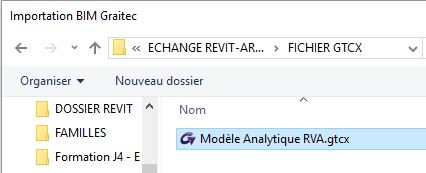 Importation BIM Graitec
« ECHANGE REVIT-AR... > FICHIER GTCX
Organiser Nouveau dossier
DOSSIER REVIT
FAMILLES
Formation J4 - E
Nom
Modèle Analytique RVA.gtcx